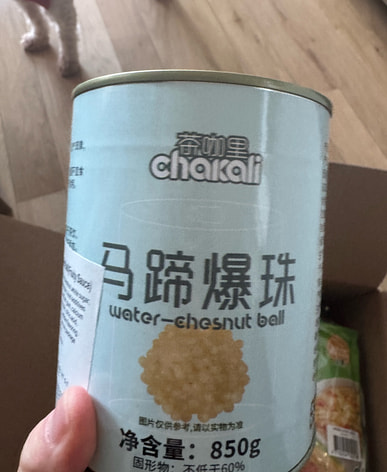 茶咖里
chakali
马蹄爆珠
water-chesnut ball
图片仅供参考,请以实物为准
净含量：850g
固形物：不低于60%